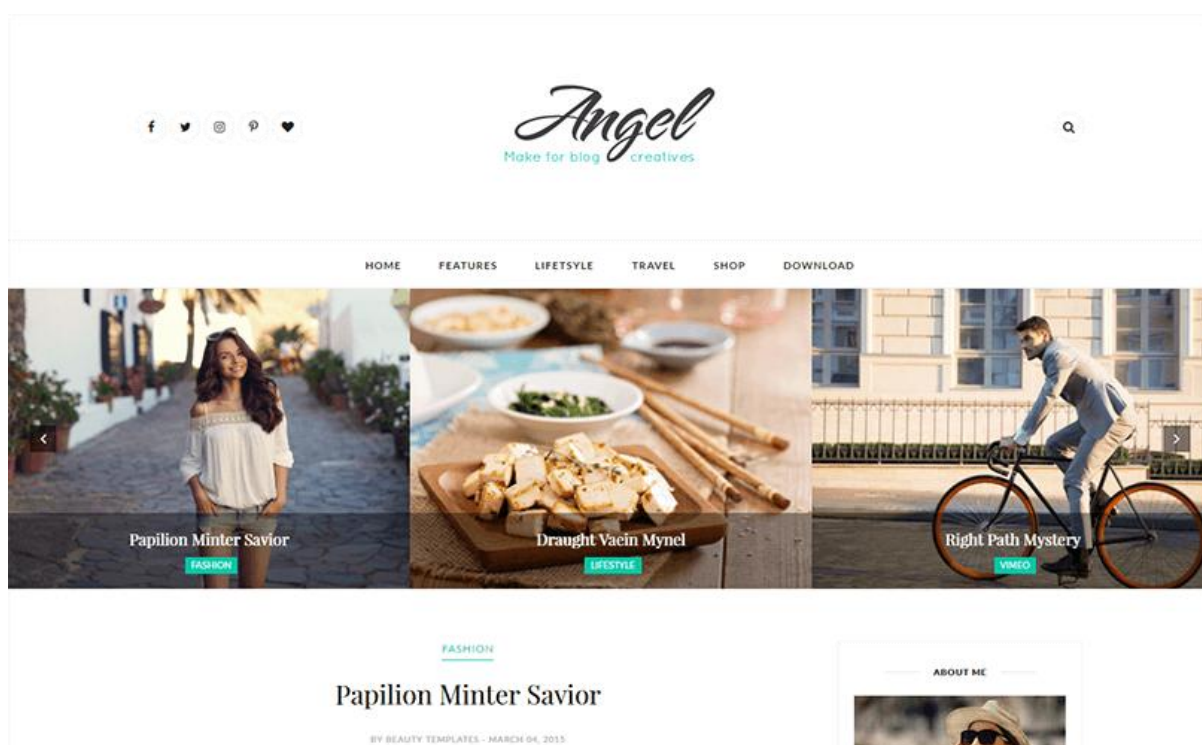 Angel
Make for blog creatives
HOME FEATURES LIFETSYLE TRAVEL SHOP DOWNLOAD
Papilion Minter Savior
FASHION
Draught Vaein Mynel
LIFESTYLE
Right Path Mystery
VIMEO
FASHION
Papilion Minter Savior
BY BEAUTY TEMPLATES - MARCH 04, 2015
ABOUT ME